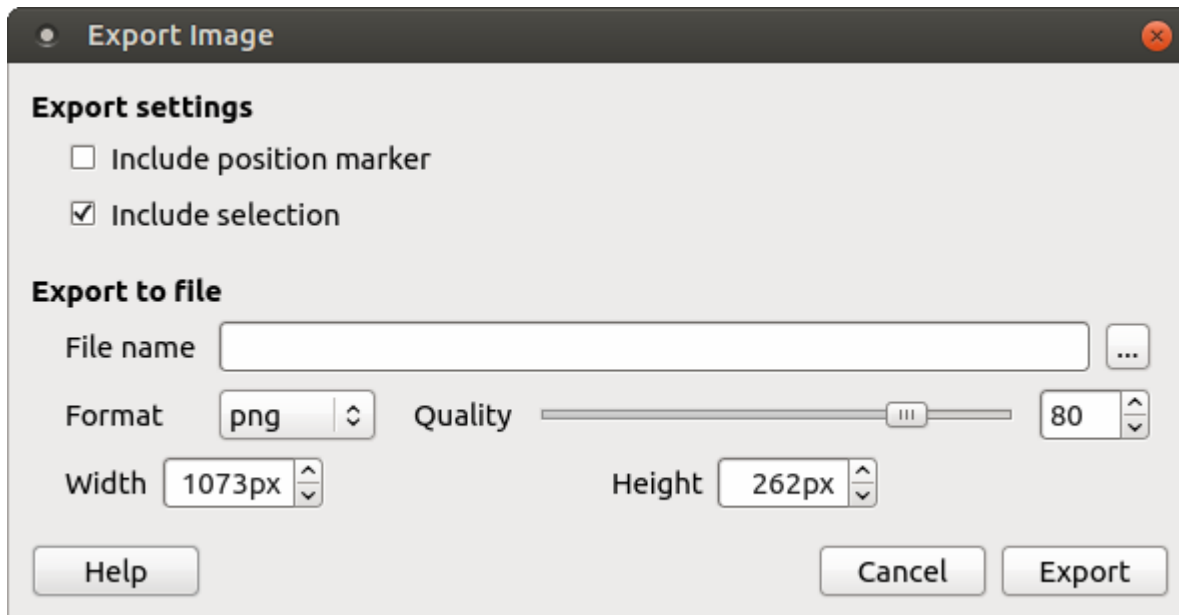 Export Image
Export settings
Include position marker
Include selection
Export to file
File name ...
Format png Quality 80
Width 1073px Height 262px
Help Cancel Export